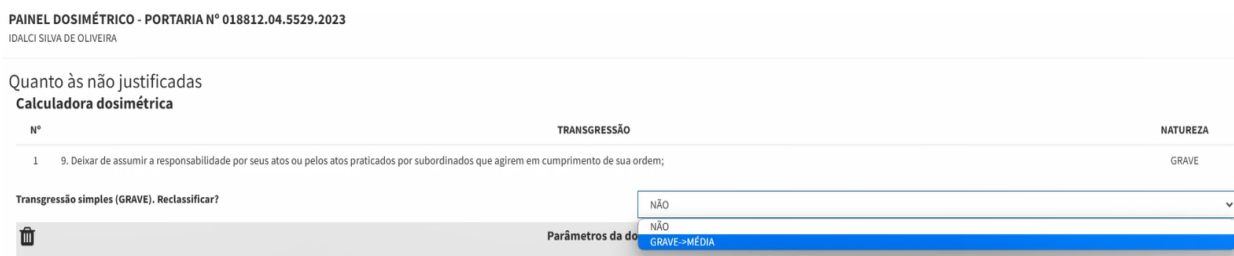 PAINEL DOSIMÉTRICO - PORTARIA Nº 018812.04.5529.2023
IDALCI SILVA DE OLIVEIRA
Quanto às não justificadas
Calculadora dosimétrica
Nº TRANSGRESSÃO NATUREZA
1 9. Deixar de assumir a responsabilidade por seus atos ou pelos atos praticados por subordinados que agirem em cumprimento de sua ordem; GRAVE
Transgressão simples (GRAVE). Reclassificar? NÃO
NÃO
Parâmetros da do
GRAVE->MÉDIA